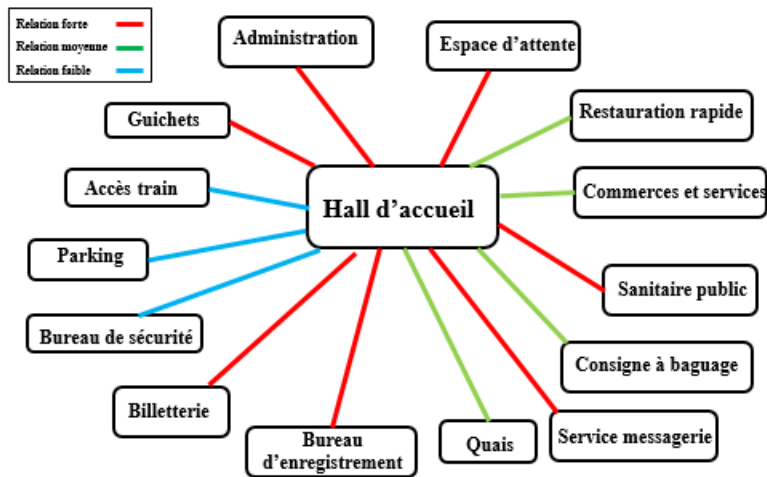 Relation forte
Relation moyenne
Relation faible
Administration
Espace d'attente
Guichets
Restauration rapide
Accès train
Commerces et services
Hall d'accueil
Parking
Sanitaire public
Bureau de sécurité
Consigne à baguage
Billetterie
Bureau
d'enregistrement
Quais
Service messagerie